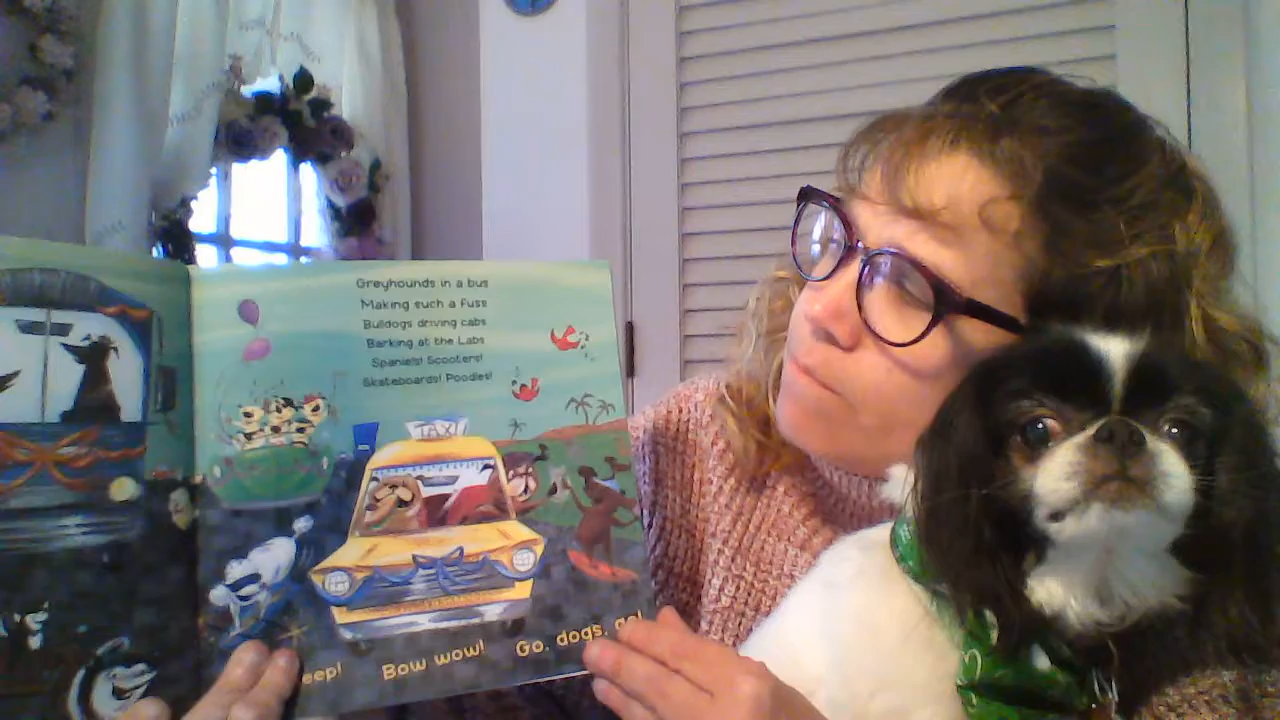 Greyhounds in a bus
Making such a fuss
Bulldogs driving cabs
Barking at the Labs
Spaniels! Scooters!
Skateboards! Poodles!
TAXI
eep! Bow wow! Go, dogs, go!